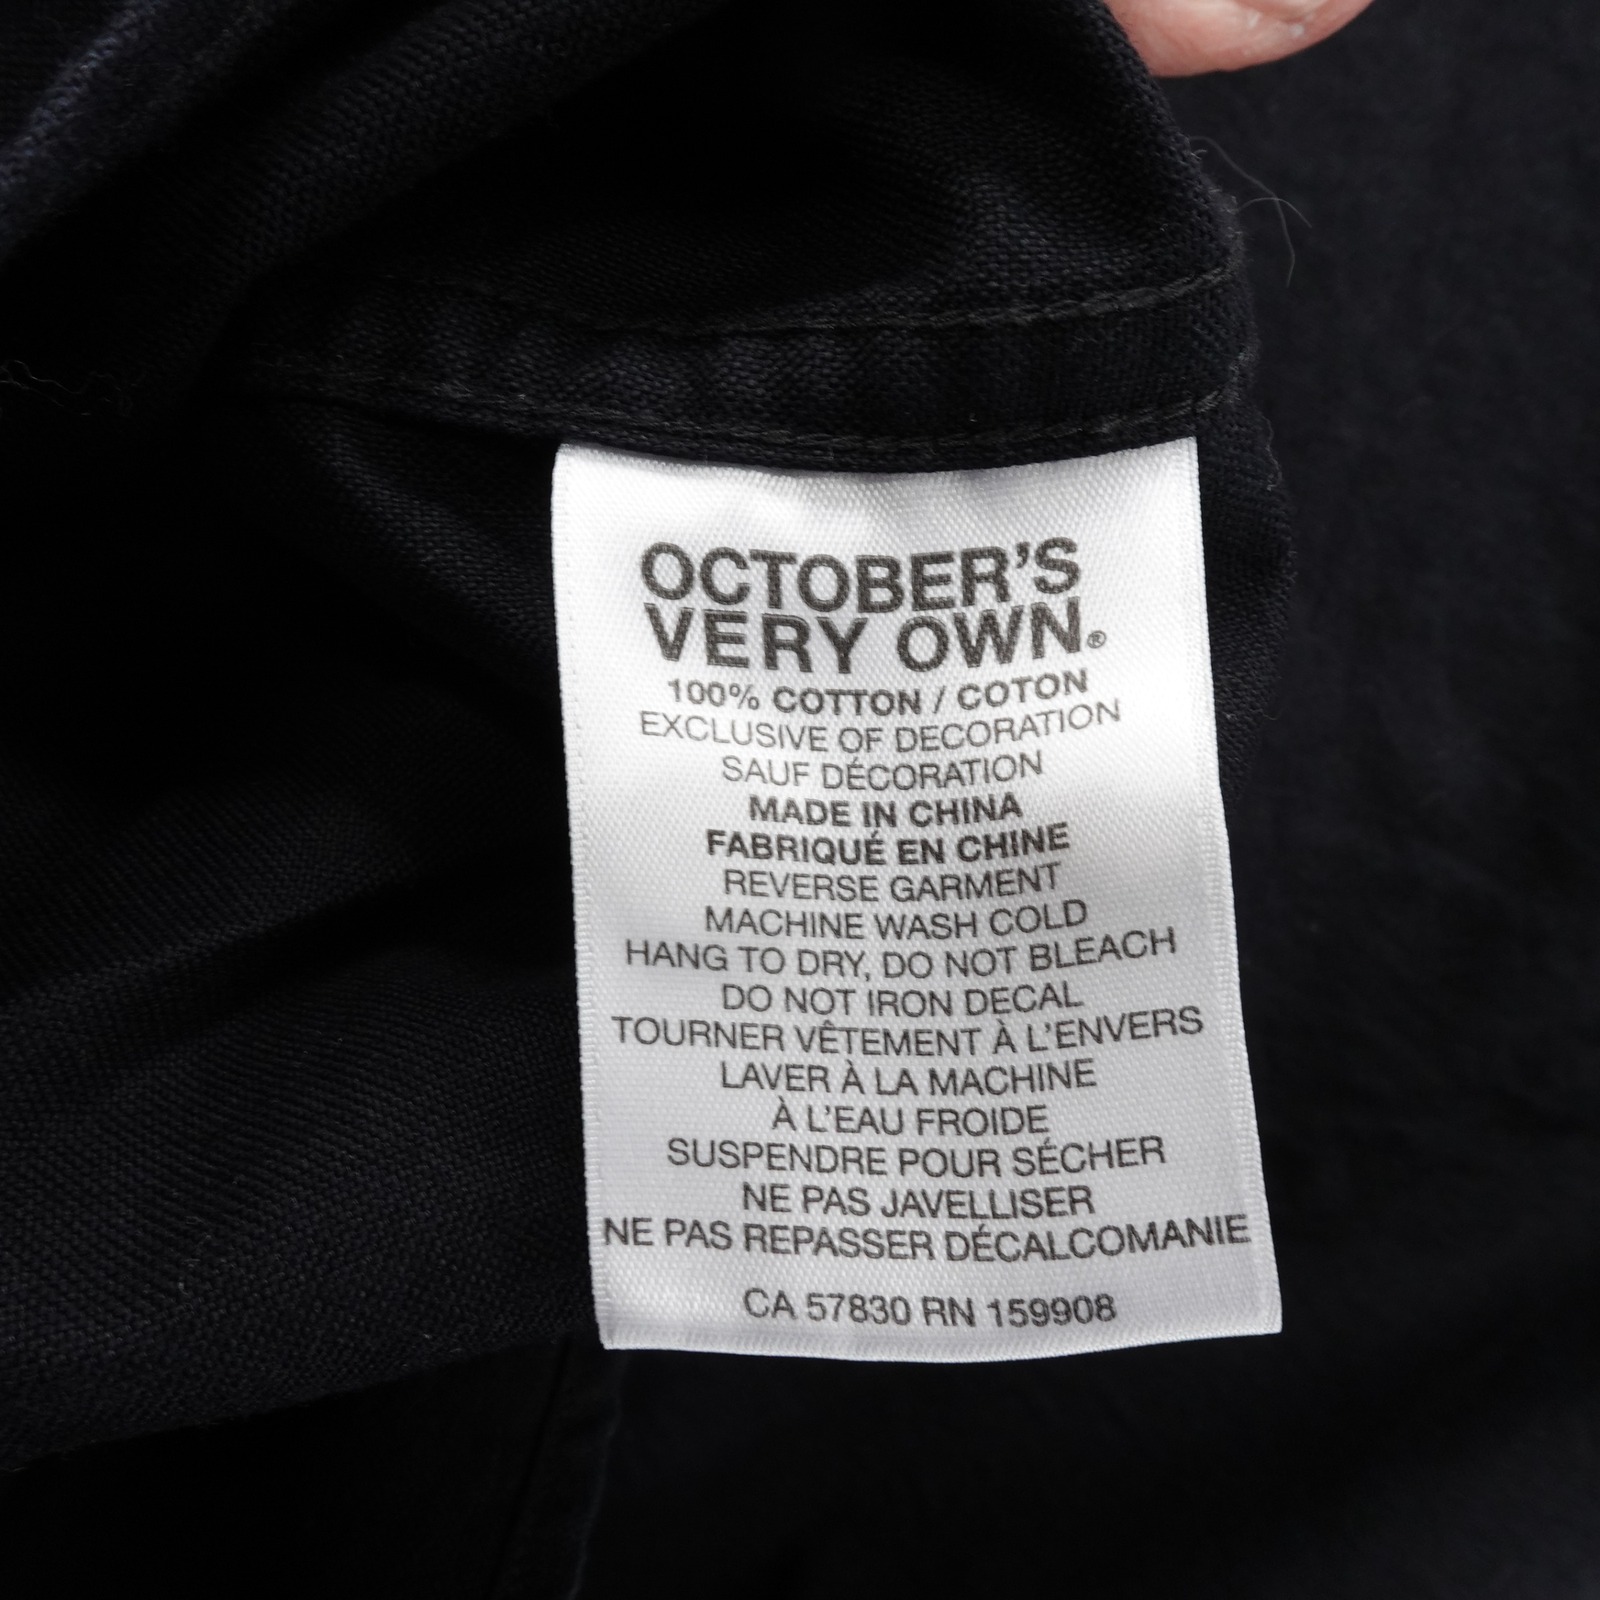 OCTOBER'S
VERY OWN®
100% COTTON / COTON
EXCLUSIVE OF DECORATION
SAUF DÉCORATION
MADE IN CHINA
FABRIQUÉ EN CHINE
REVERSE GARMENT
MACHINE WASH COLD
HANG TO DRY, DO NOT BLEACH
DO NOT IRON DECAL
TOURNER VÊTEMENT À L'ENVERS
LAVER À LA MACHINE
À L'EAU FROIDE
SUSPENDRE POUR SÉCHER
NE PAS JAVELLISER
NE PAS REPASSER DÉCALCOMANIE
CA 57830 RN 159908